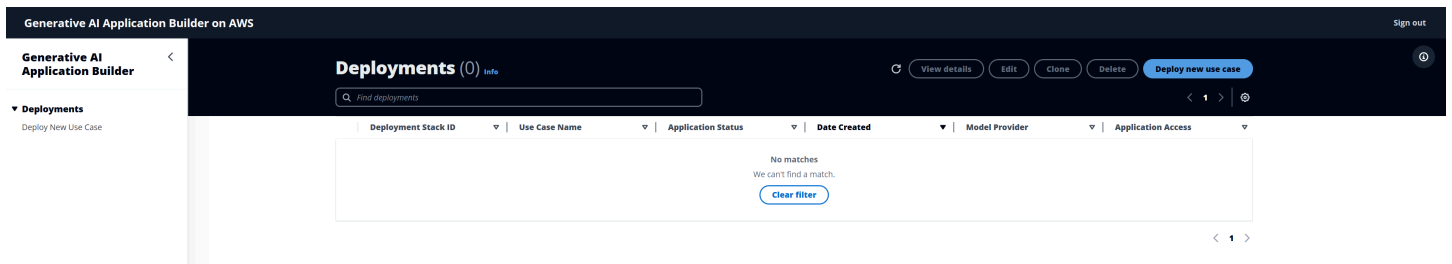 Generative AI Application Builder on AWS
Sign out
Generative AI
Application Builder
Deployments
Deploy New Use Case
Deployments (0) Info
View details
Edit
Clone
Delete
Deploy new use case
Find deployments
1
Deployment Stack ID
Use Case Name
Application Status
Date Created
Model Provider
Application Access
No matches
We can't find a match.
Clear filter
1